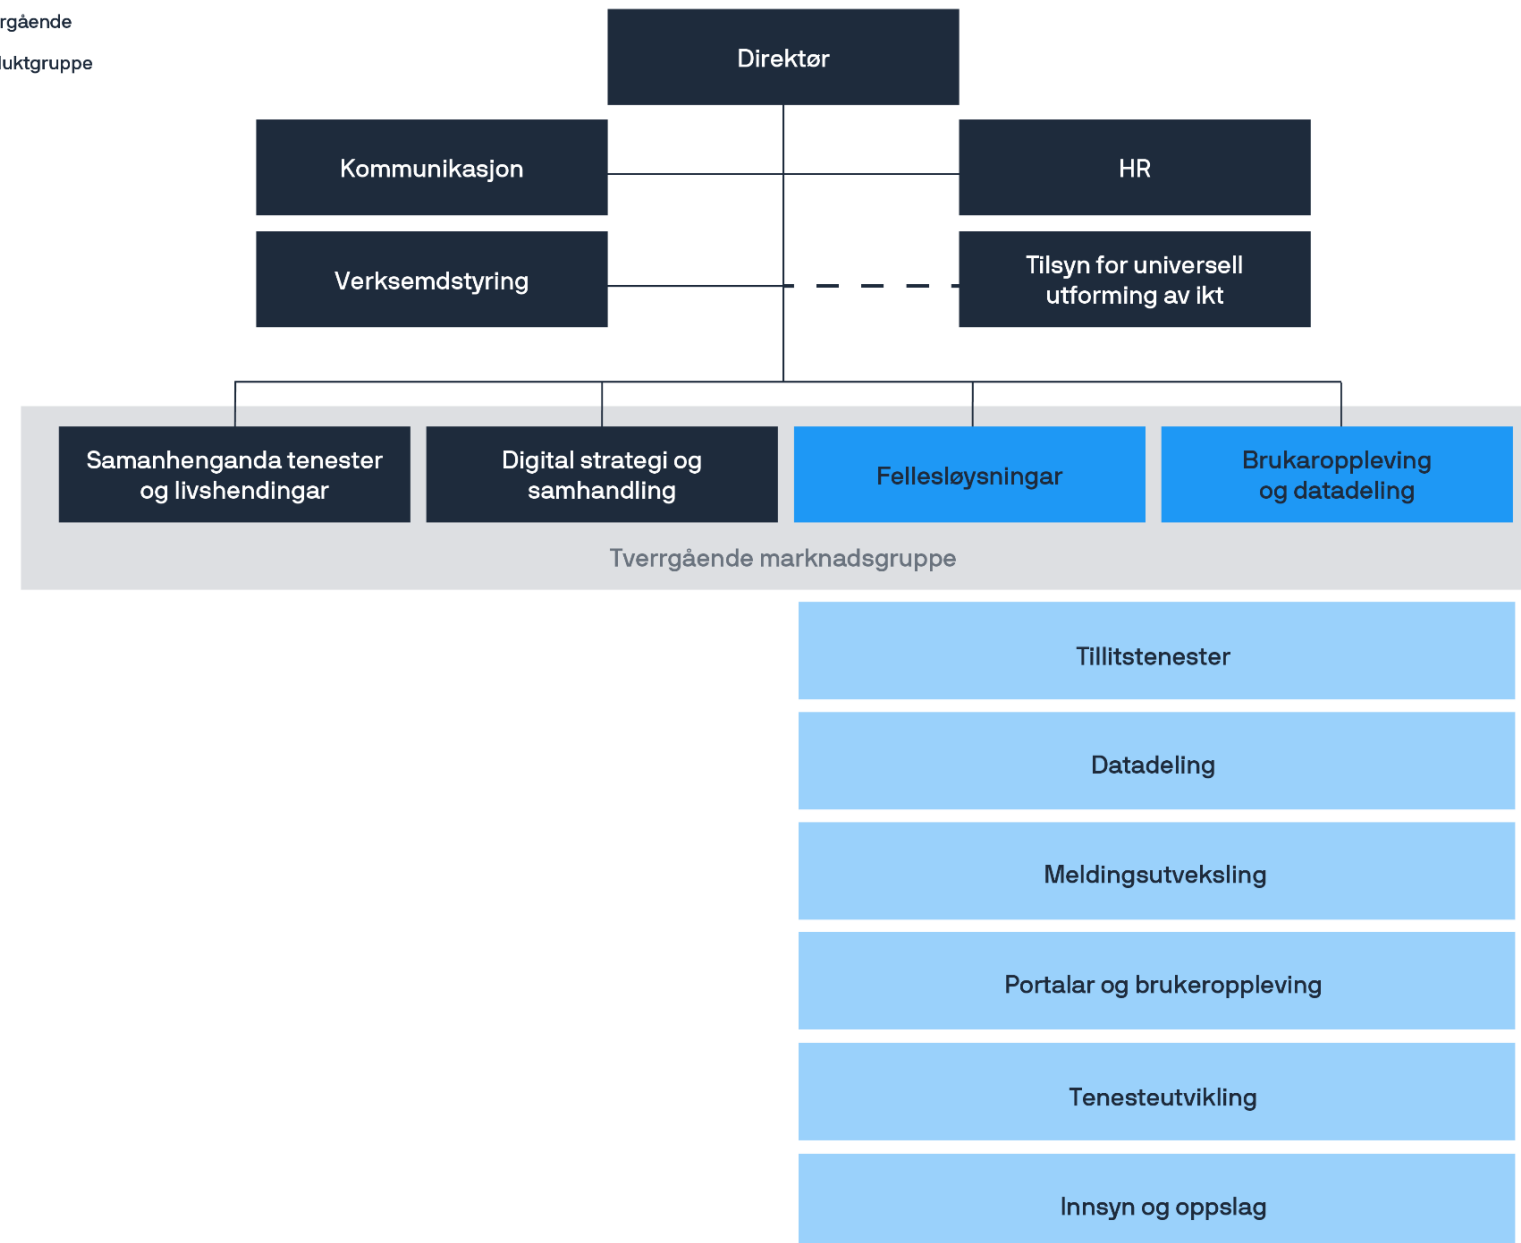 rgående
luktgruppe
Direktør
Kommunikasjon
HR
Verksemdstyring
Tilsyn for universell
utforming av ikt
Samanhenganda tenester
og livshendingar
Digital strategi og
samhandling
Fellesløysningar
Brukaroppleving
og datadeling
Tverrgående marknadsgruppe
Tillitstenester
Datadeling
Meldingsutveksling
Portalar og brukeroppleving
Tenesteutvikling
Innsyn og oppslag